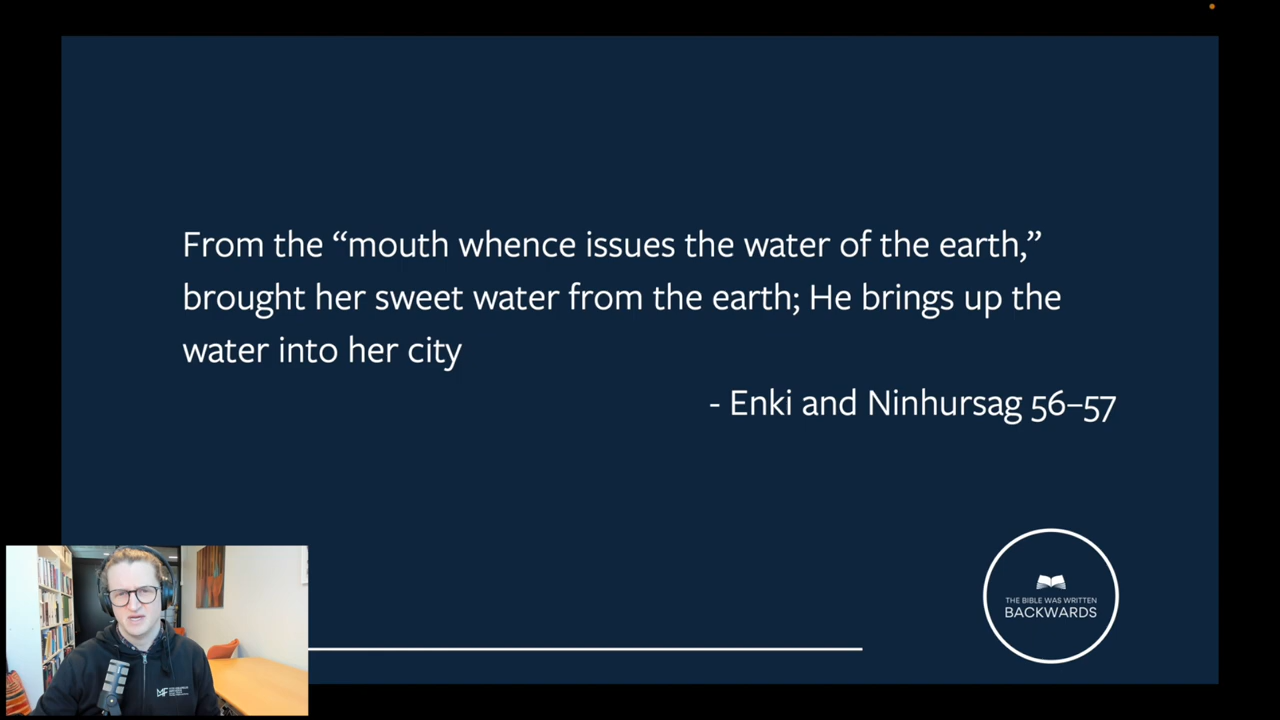 From the “mouth whence issues the water of the earth,”
brought her sweet water from the earth; He brings up the
water into her city
- Enki and Ninhursag 56–57
THE BIBLE WAS WRITTEN
BACKWARDS
MF